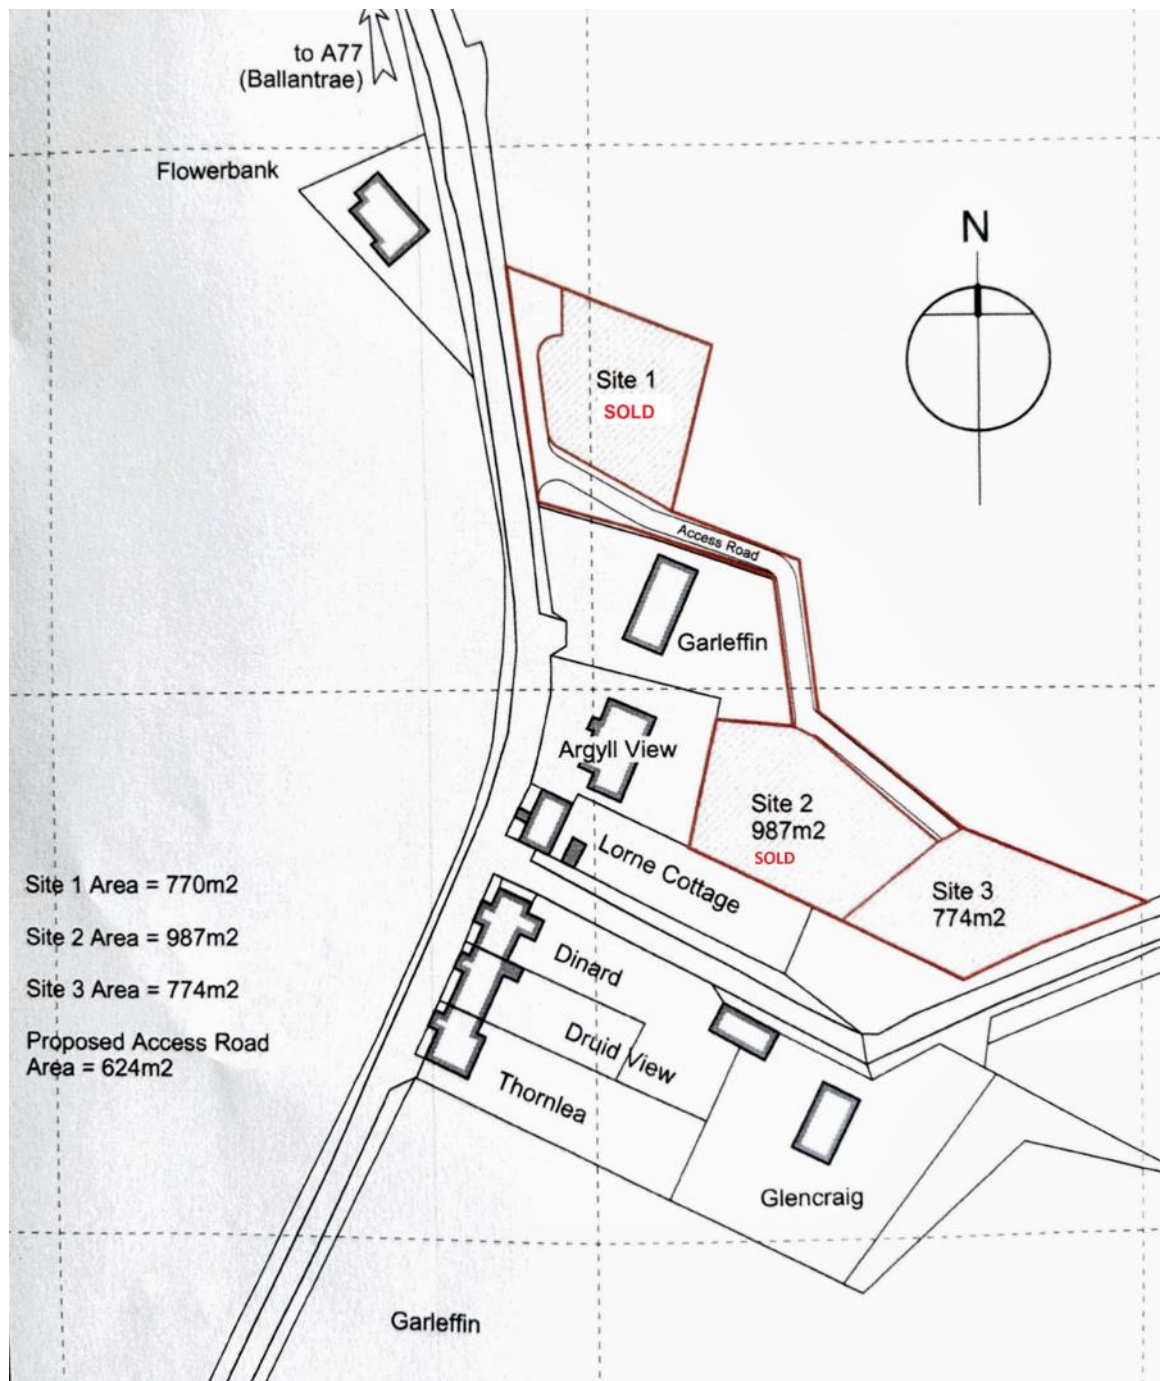 to A77
(Ballantrae)
Flowerbank
N
Site 1
SOLD
Access Road
Garleffin
Argyll View
Site 2
987m2
SOLD
Lorne Cottage
Site 3
774m2
Site 1 Area = 770m2
Site 2 Area = 987m2
Site 3 Area = 774m2
Proposed Access Road
Area = 624m2
Dinard
Druid View
Thornlea
Glencraig
Garleffin